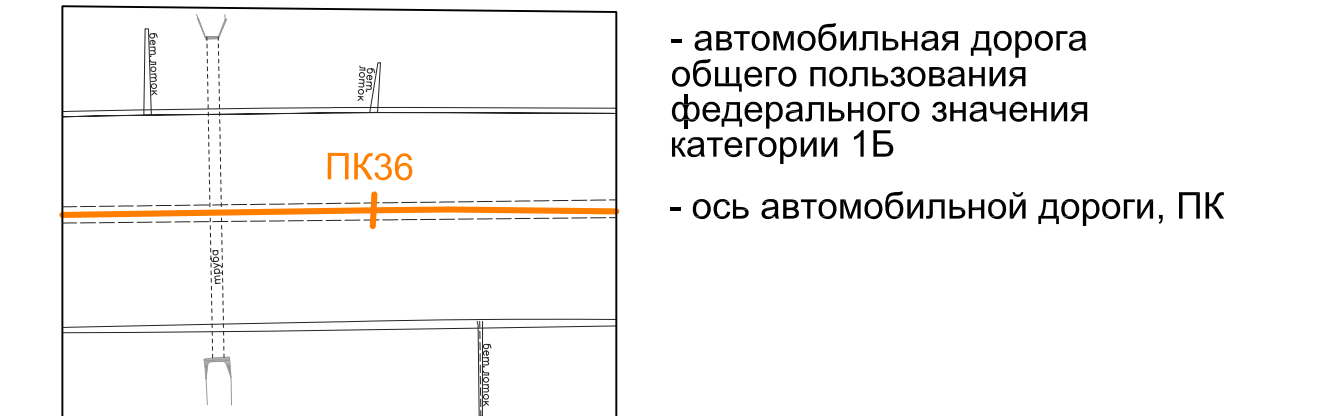 бет. лоток
бет.
лоток
ПК36
труба
бет. лоток
- автомобильная дорога
общего пользования
федерального значения
категории 1Б
- ось автомобильной дороги, ПК